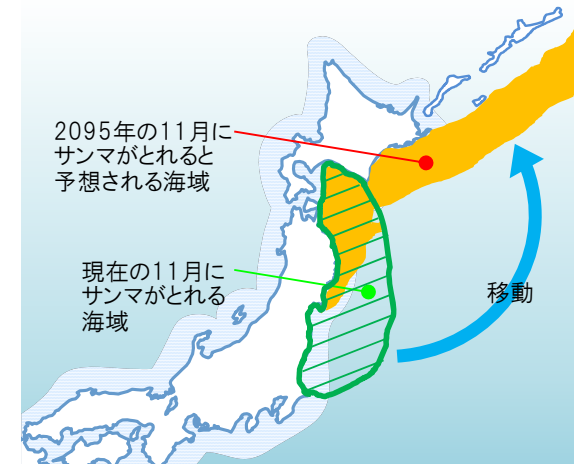 2095年の11月に
サンマがとれると
予想される海域
現在の11月に
サンマがとれる
海域
移動